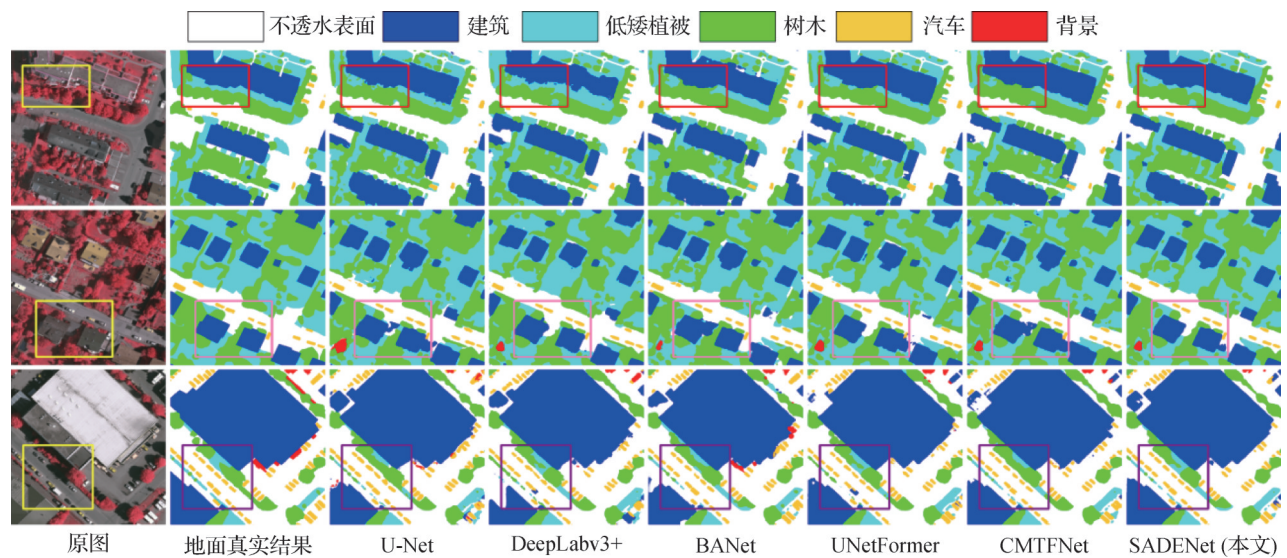 不透水表面 建筑 低矮植被 树木 汽车 背景
原图 地面真实结果 U-Net DeepLabv3+ BANet UNetFormer CMTFNet SADENet (本文)